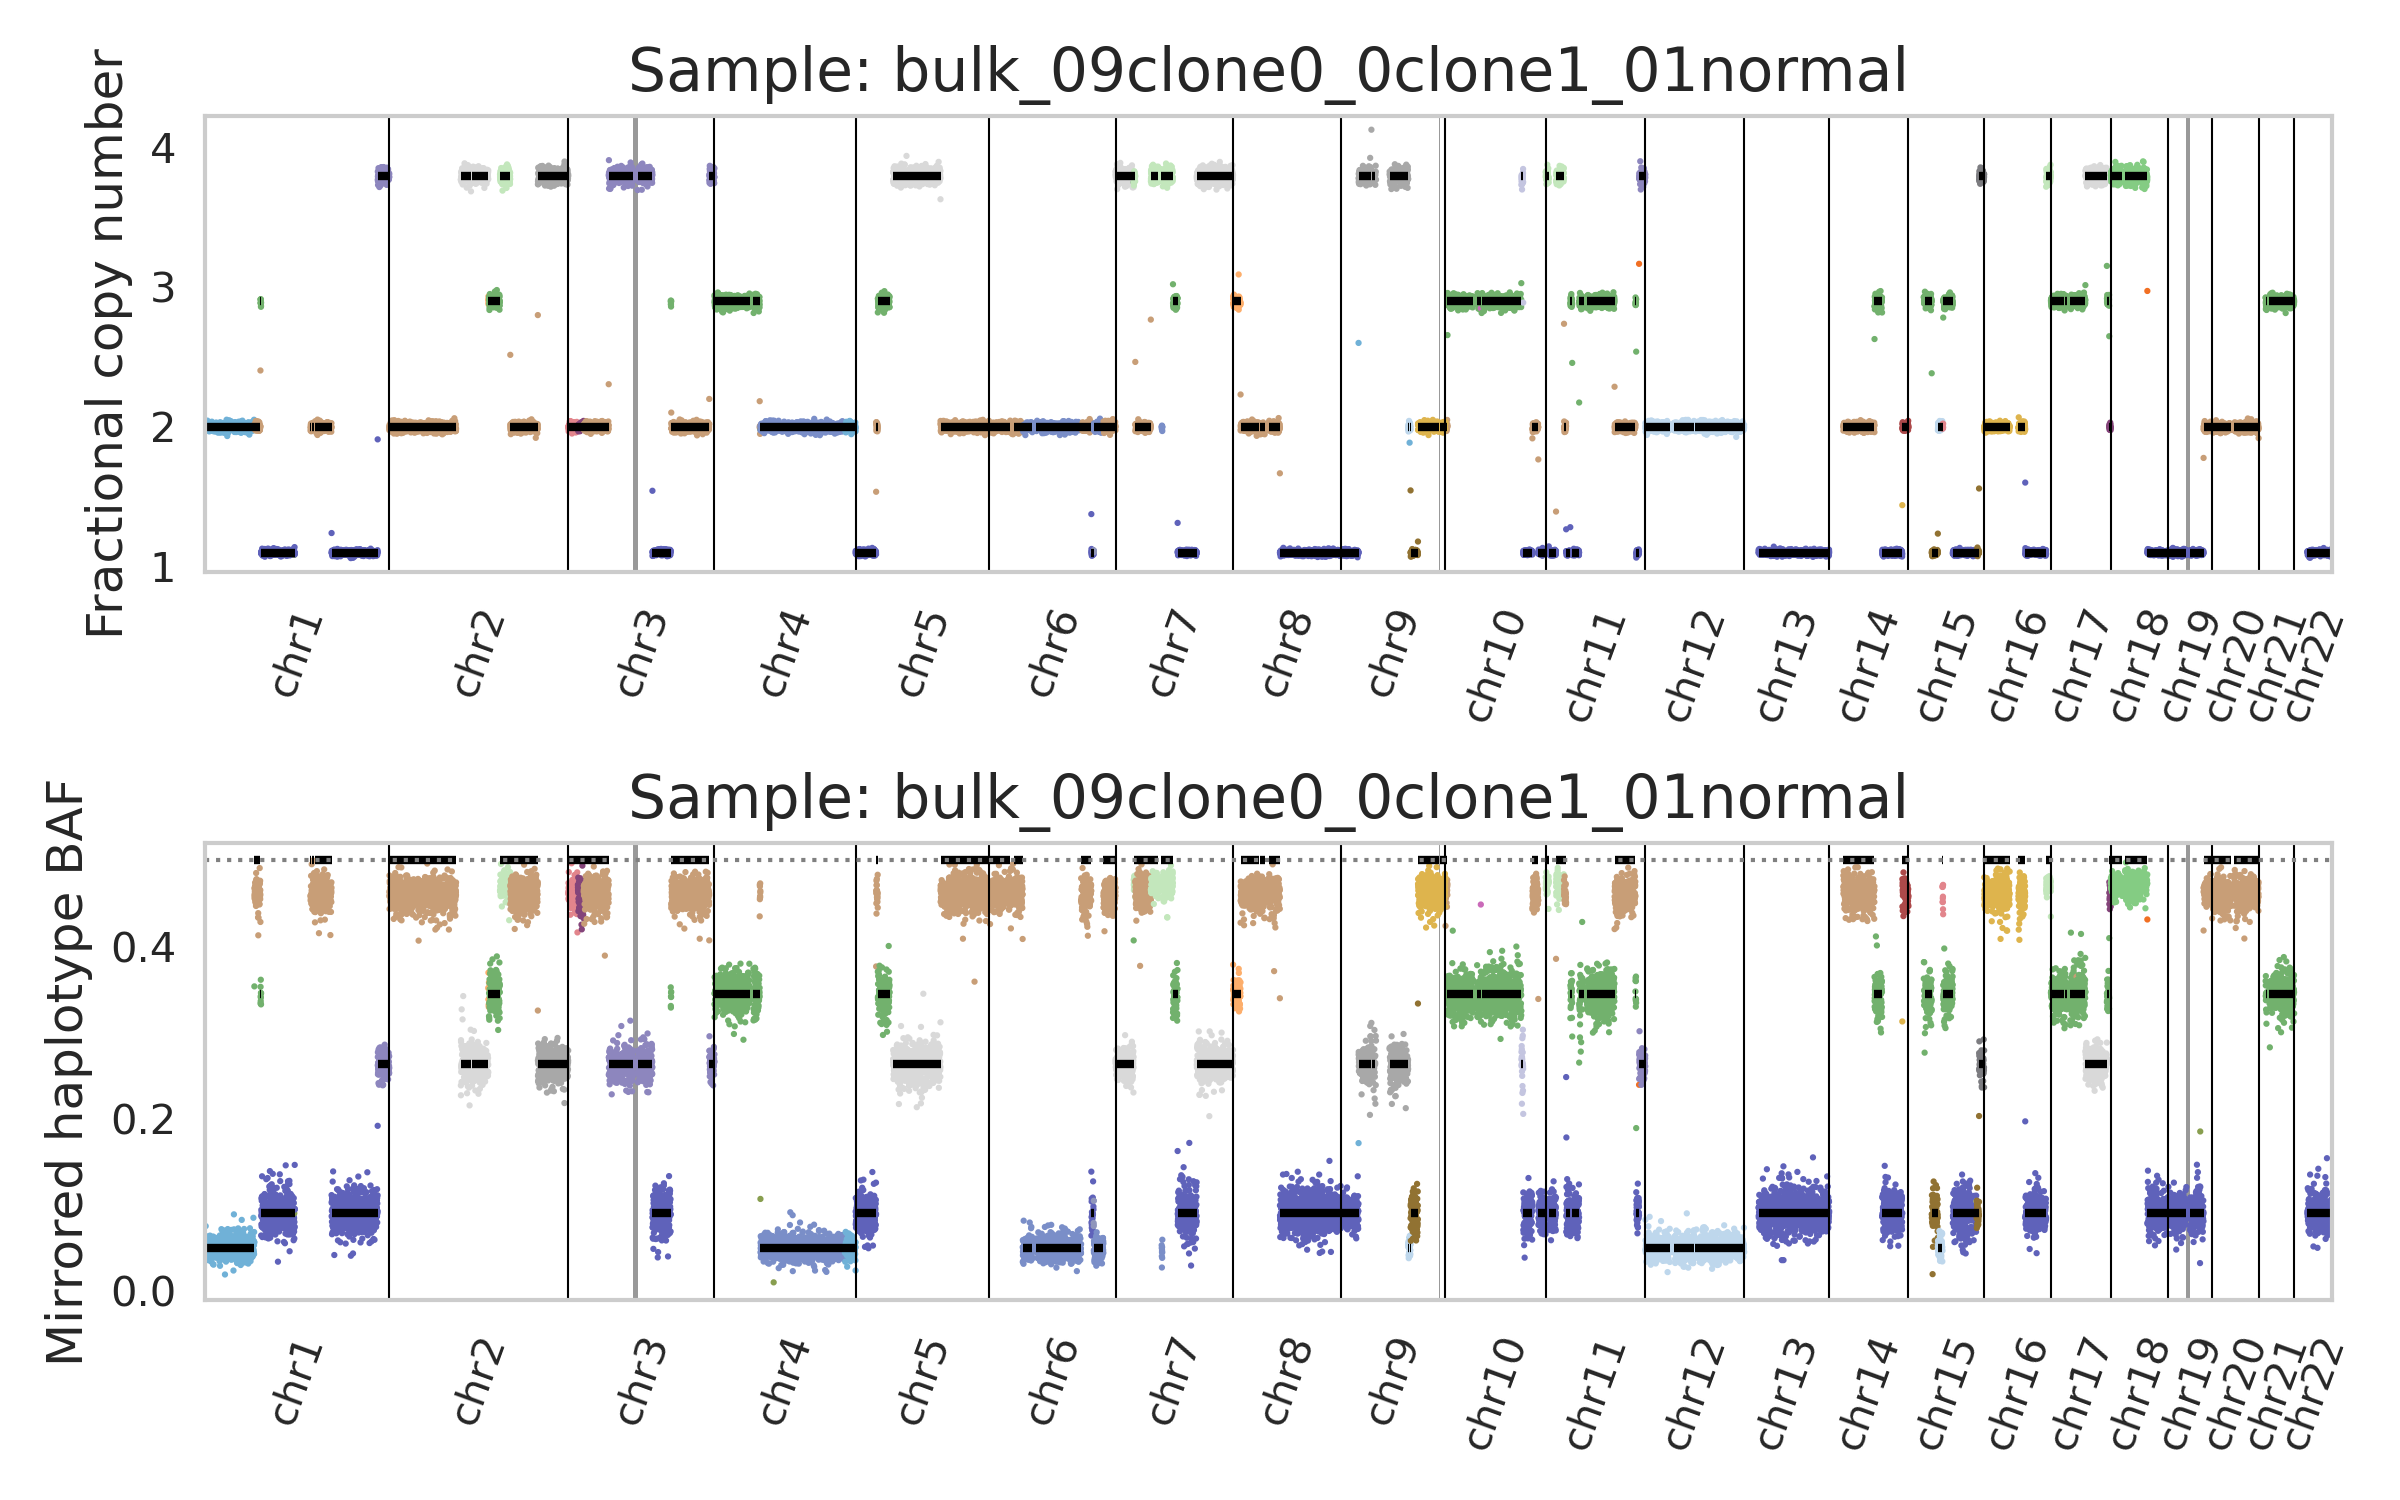 Sample: bulk_09clone0_0clone1_01normal
Fractional copy number
4
3
2
1
chr1 chr2 chr3 chr4 chr5 chr6 chr7 chr8 chr9 chr10 chr11 chr12 chr13 chr14 chr15 chr16 chr17 chr18 chr19 chr20 chr21 chr22
Sample: bulk_09clone0_0clone1_01normal
Mirrored haplotype BAF
0.4
0.2
0.0
chr1 chr2 chr3 chr4 chr5 chr6 chr7 chr8 chr9 chr10 chr11 chr12 chr13 chr14 chr15 chr16 chr17 chr18 chr19 chr20 chr21 chr22